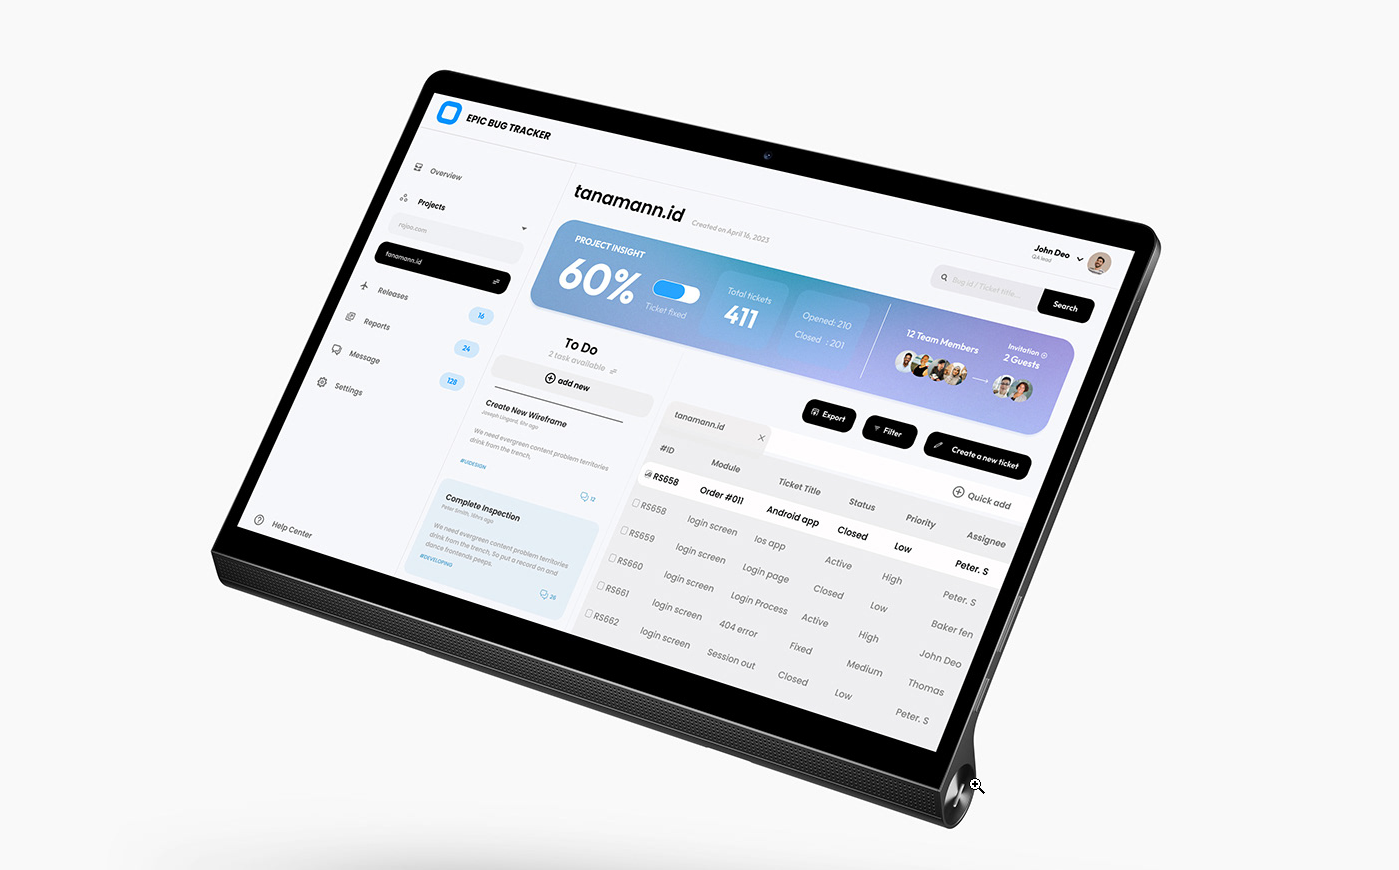 EPIC BUG TRACKER
Overview
Projects
rajao.com
tanamann.id
Releases
16
Reports
24
Message
128
Settings
Help Center
tanamann.id
Created on April 16, 2023
John Deo
QA lead
Bug id / Ticket title...
Search
PROJECT INSIGHT
60%
Ticket fixed
Total tickets
411
Opened: 210
Closed : 201
12 Team Members
Invitation
2 Guests
To Do
2 task available
add new
Create New Wireframe
Joseph Lingard, 5hr ago
We need evergreen content problem territories
drink from the trench.
#UIDESIGN
12
Complete Inspection
Peter Smith, 16hrs ago
We need evergreen content problem territories
drink from the trench. So put a record on and
dance frontends peeps.
#DEVELOPING
26
Export
Filter
Create a new ticket
tanamann.id
Quick add
#ID Module Ticket Title Status Priority Assignee
RS658 Order #011 Android app Closed Low Peter. S
RS658 login screen Ios app Active High Peter. S
RS659 login screen Login page Closed Low Baker fen
RS660 login screen Login Process Active High John Deo
RS661 login screen 404 error Fixed Medium Thomas
RS662 login screen Session out Closed Low Peter. S